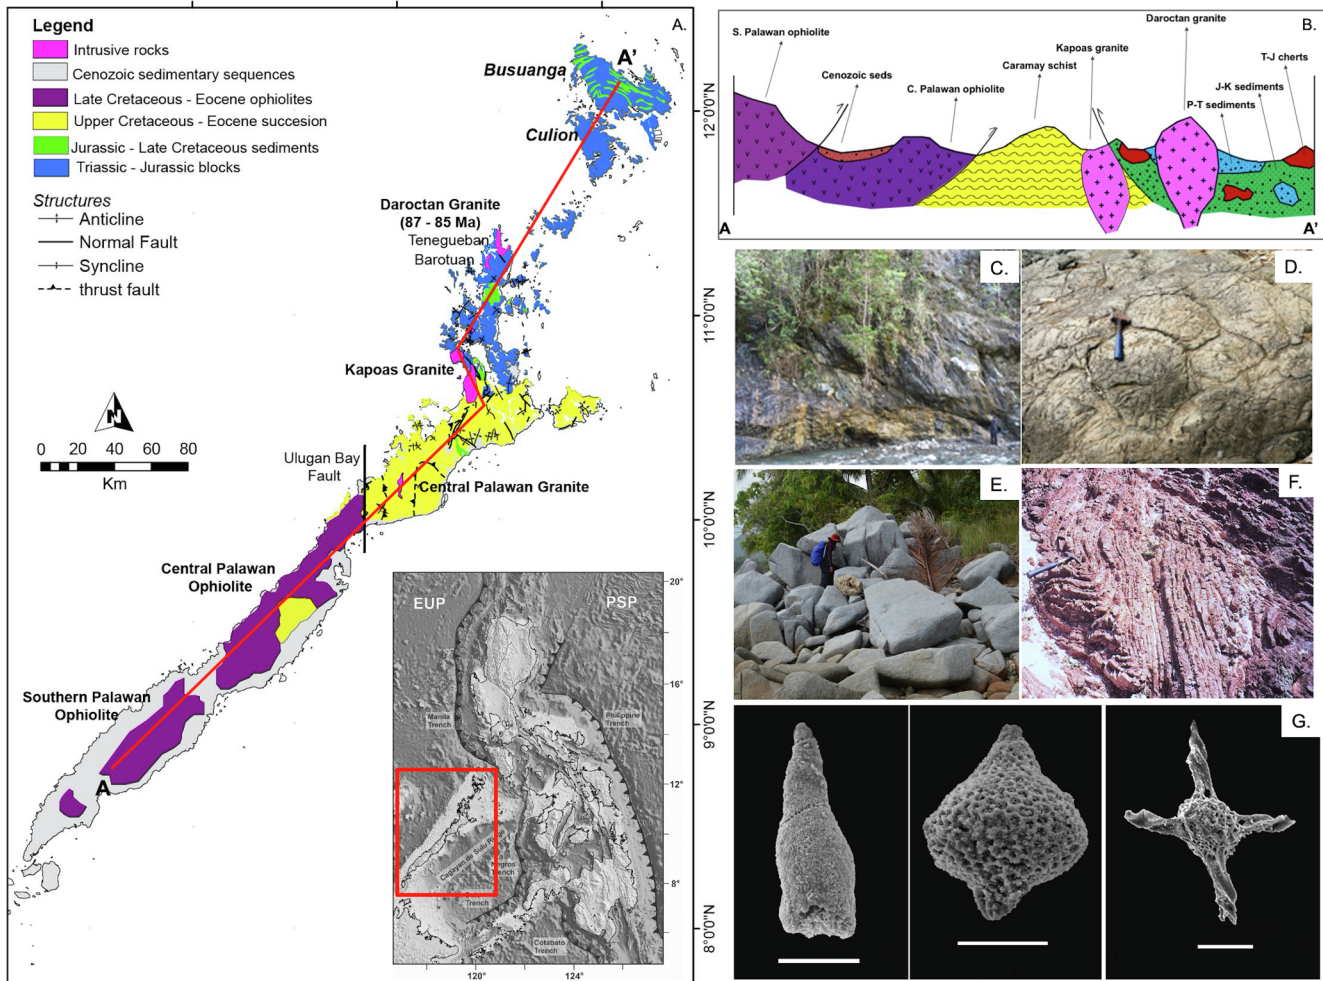 A.
Legend
Intrusive rocks
Cenozoic sedimentary sequences
Late Cretaceous - Eocene ophiolites
Upper Cretaceous - Eocene succesion
Jurassic - Late Cretaceous sediments
Triassic - Jurassic blocks
Structures
Anticline
Normal Fault
Syncline
thrust fault
N
0 20 40 60 80
Km
Busuanga
A'
Culion
Daroctan Granite
(87 - 85 Ma)
Tenegueban
Barotuan
Kapoas Granite
Ulugan Bay
Fault
Central Palawan Granite
Central Palawan
Ophiolite
Southern Palawan
Ophiolite
A
12°0'0"N
11°0'0"N
10°0'0"N
9°0'0"N
8°0'0"N
EUP
PSP
Manila
Trench
Philippine
Trench
Cagayan de Sulu
Negros
Trench
Trench
Cotabato
Trench
20°
16°
12°
8°
120°
124°
B.
S. Palawan ophiolite
Cenozoic seds
C. Palawan ophiolite
Caramay schist
Kapoas granite
Daroctan granite
P-T sediments
J-K sediments
T-J cherts
A
A'
C.
D.
E.
F.
G.